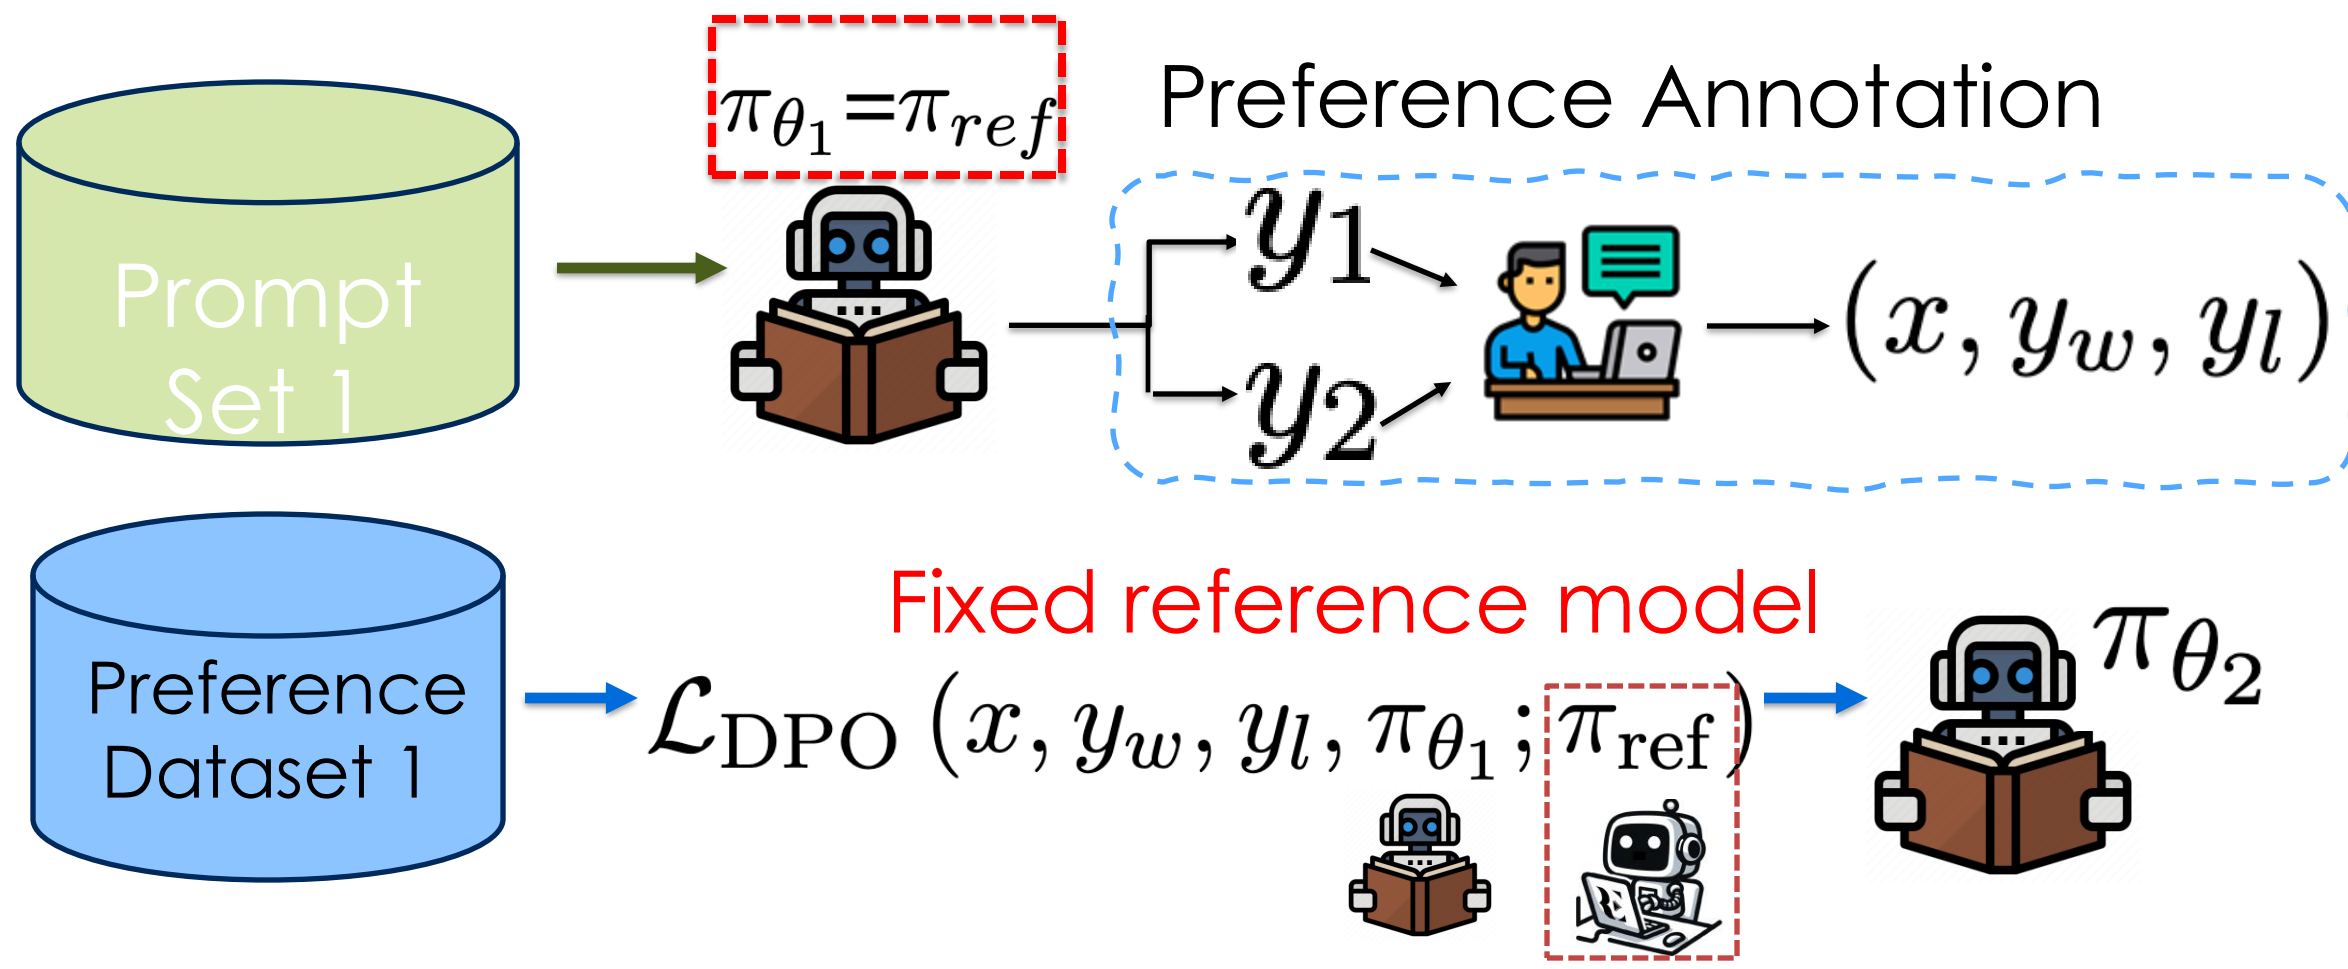 π_θ₁=π_ref
Preference Annotation
Prompt
Set 1
y₁
y₂
(x, y_w, y_l)
Fixed reference model
Preference
Dataset 1
ℒ_DPO (x, y_w, y_l, π_θ₁; π_ref)
π_θ₂